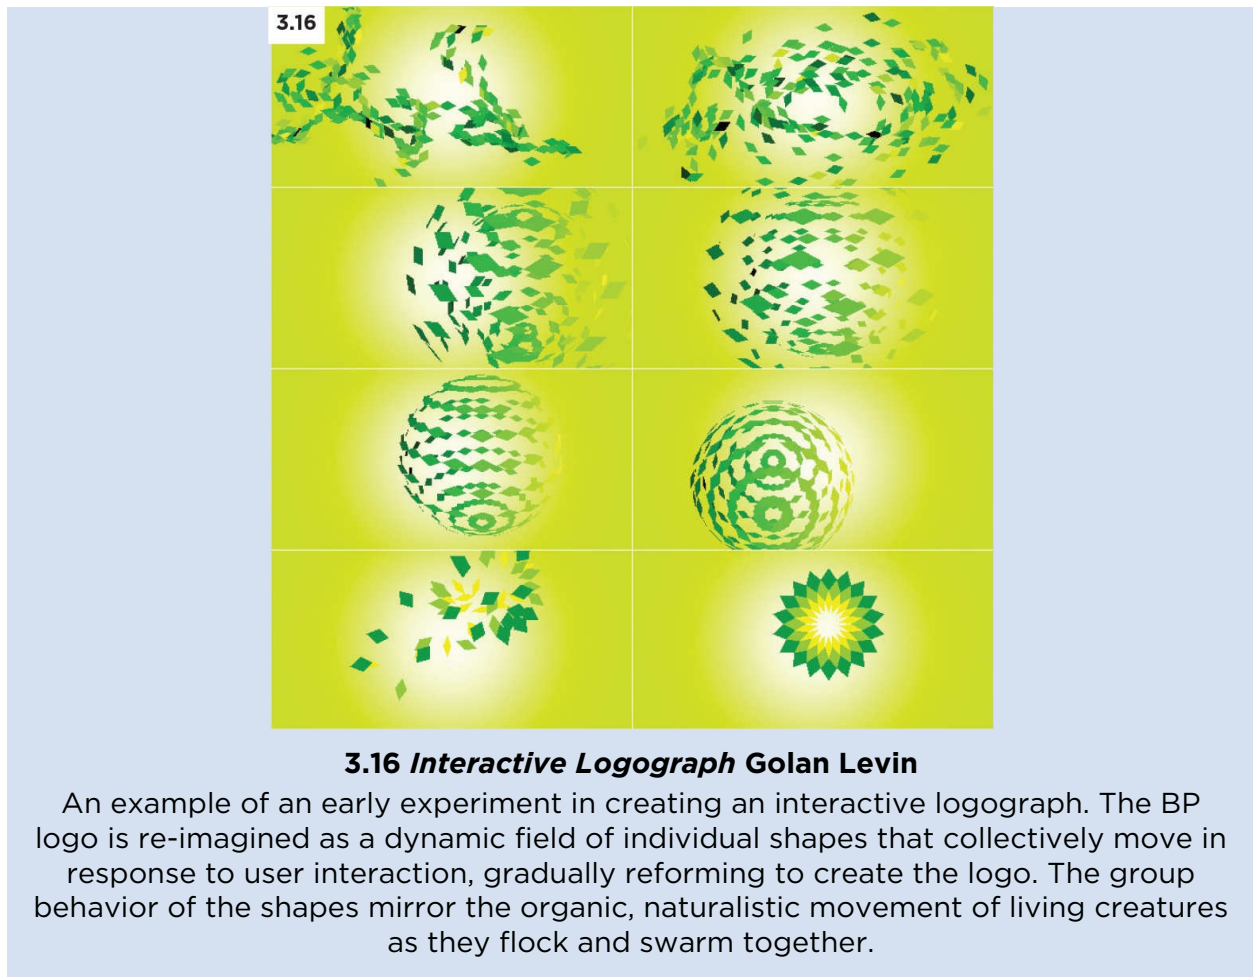 3.16
3.16 Interactive Logograph Golan Levin
An example of an early experiment in creating an interactive logograph. The BP
logo is re-imagined as a dynamic field of individual shapes that collectively move in
response to user interaction, gradually reforming to create the logo. The group
behavior of the shapes mirror the organic, naturalistic movement of living creatures
as they flock and swarm together.